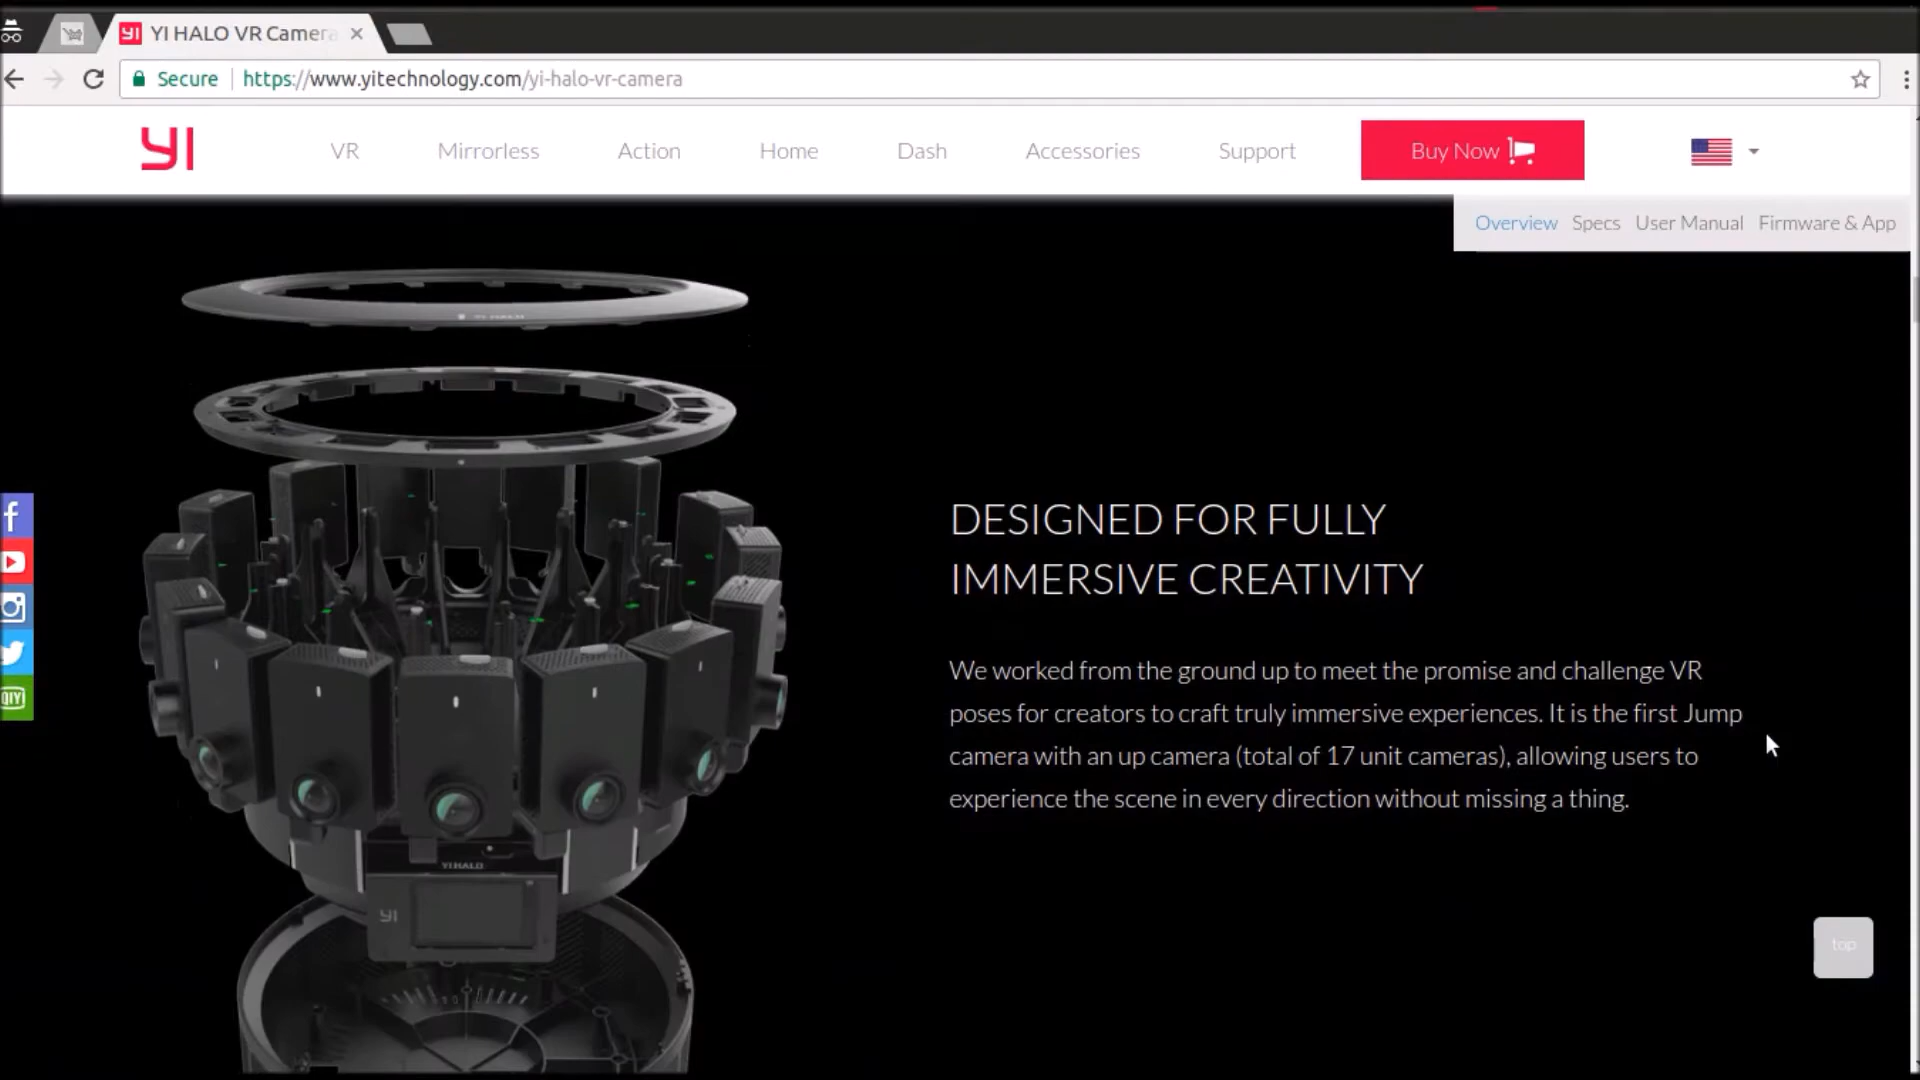 YI HALO VR Camera
Secure
https://www.yitechnology.com/yi-halo-vr-camera
YI
VR
Mirrorless
Action
Home
Dash
Accessories
Support
Buy Now
Overview
Specs
User Manual
Firmware & App
YI HALO
DESIGNED FOR FULLY
IMMERSIVE CREATIVITY
We worked from the ground up to meet the promise and challenge VR
poses for creators to craft truly immersive experiences. It is the first Jump
camera with an up camera (total of 17 unit cameras), allowing users to
experience the scene in every direction without missing a thing.
YI HALO
YI
top